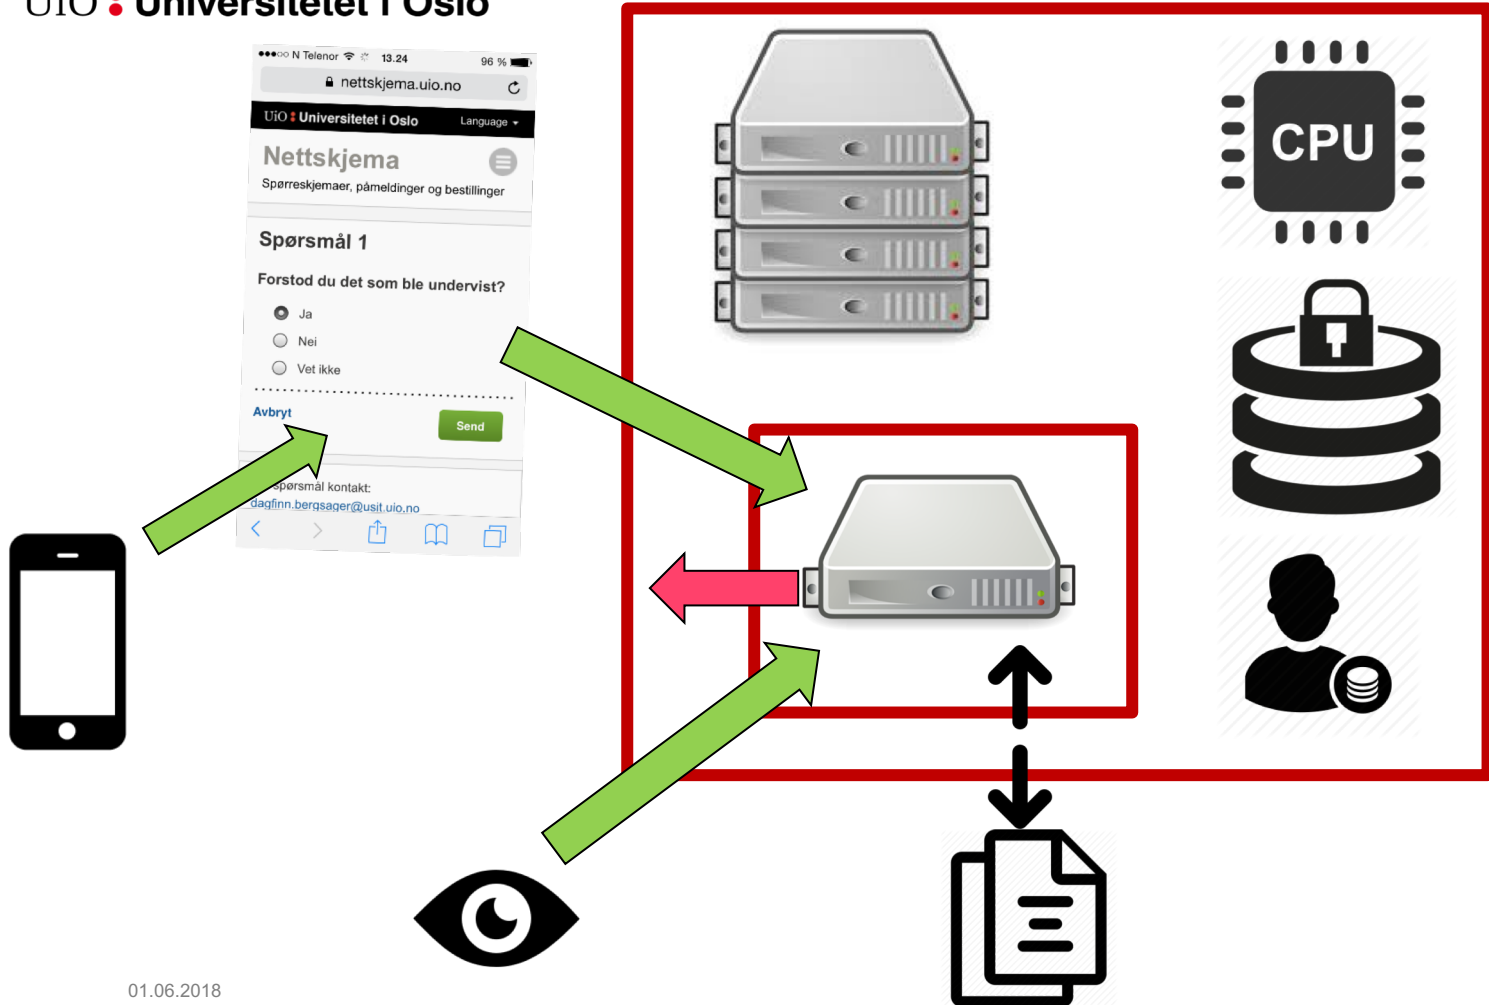 UiO : Universitetet i Oslo
N Telenor 13.24 96 %
nettskjema.uio.no
UiO : Universitetet i Oslo Language
Nettskjema
Spørreskjemaer, påmeldinger og bestillinger
Spørsmål 1
Forstod du det som ble undervist?
Ja
Nei
Vet ikke
Avbryt
Send
spørsmål kontakt:
dagfinn.bergsager@usit.uio.no
CPU
01.06.2018